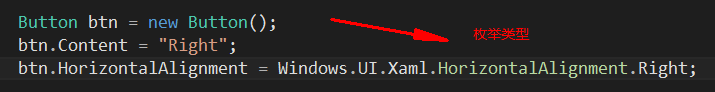 Button btn = new Button();
枚举类型
btn.Content = "Right";
btn.HorizontalAlignment = Windows.UI.Xaml.HorizontalAlignment.Right;